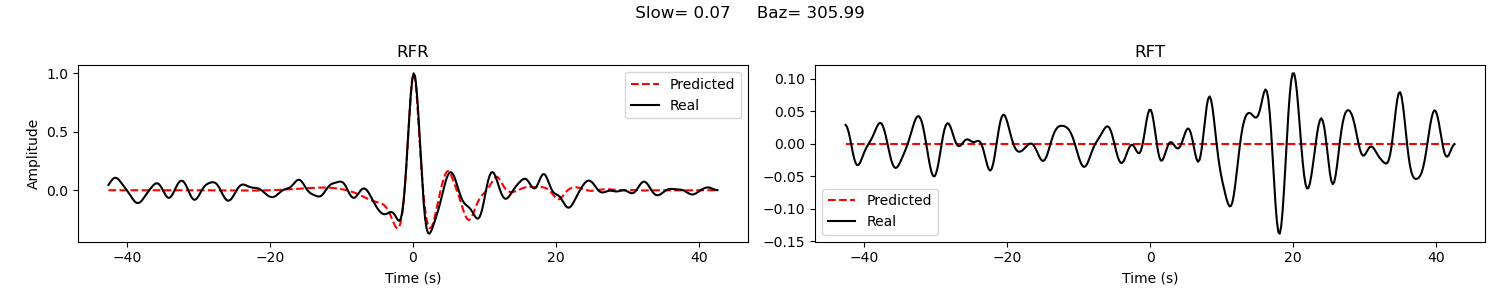 Slow= 0.07 Baz= 305.99
RFR
Amplitude
1.0
0.5
0.0
−40 −20 0 20 40
Time (s)
Predicted
Real
RFT
0.10
0.05
0.00
−0.05
−0.10
−0.15
−40 −20 0 20 40
Time (s)
Predicted
Real